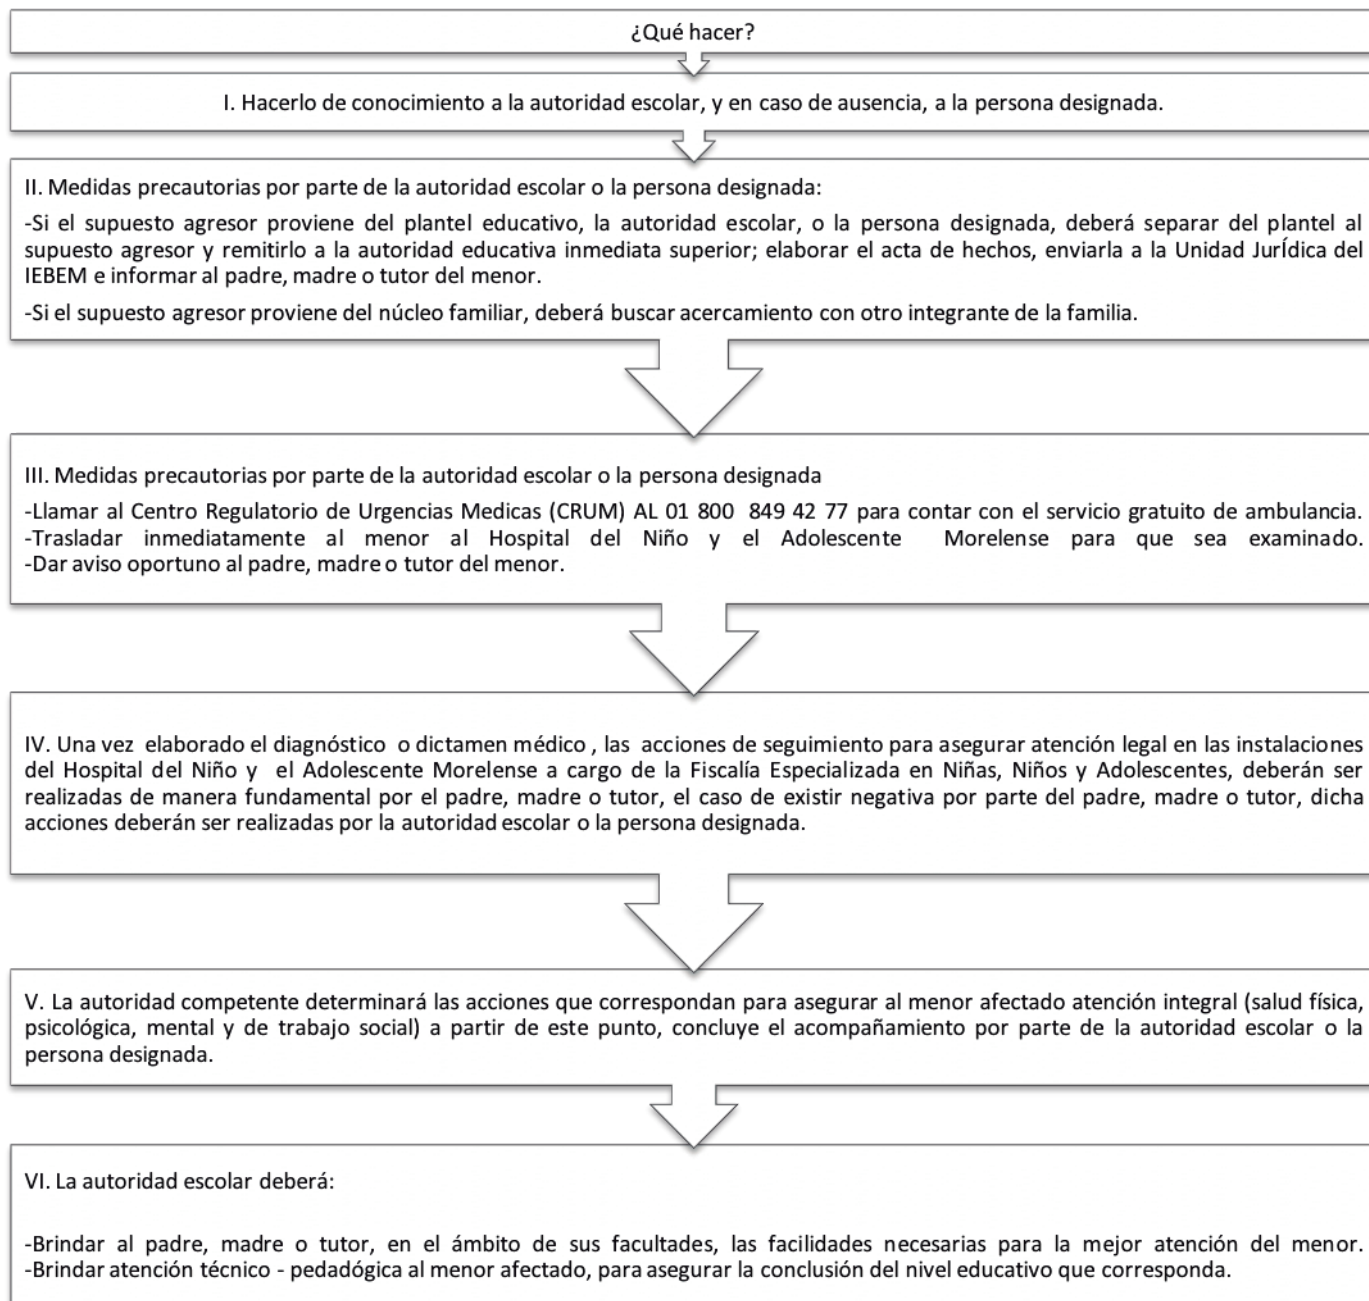 ¿Qué hacer?
I. Hacerlo de conocimiento a la autoridad escolar, y en caso de ausencia, a la persona designada.
II. Medidas precautorias por parte de la autoridad escolar o la persona designada:
-Si el supuesto agresor proviene del plantel educativo, la autoridad escolar, o la persona designada, deberá separar del plantel al
supuesto agresor y remitirlo a la autoridad educativa inmediata superior; elaborar el acta de hechos, enviarla a la Unidad JurÍdica del
IEBEM e informar al padre, madre o tutor del menor.
-Si el supuesto agresor proviene del núcleo familiar, deberá buscar acercamiento con otro integrante de la familia.
III. Medidas precautorias por parte de la autoridad escolar o la persona designada
-Llamar al Centro Regulatorio de Urgencias Medicas (CRUM) AL 01 800 849 42 77 para contar con el servicio gratuito de ambulancia.
-Trasladar inmediatamente al menor al Hospital del Niño y el Adolescente Morelense para que sea examinado.
-Dar aviso oportuno al padre, madre o tutor del menor.
IV. Una vez elaborado el diagnóstico o dictamen médico , las acciones de seguimiento para asegurar atención legal en las instalaciones
del Hospital del Niño y el Adolescente Morelense a cargo de la Fiscalía Especializada en Niñas, Niños y Adolescentes, deberán ser
realizadas de manera fundamental por el padre, madre o tutor, el caso de existir negativa por parte del padre, madre o tutor, dicha
acciones deberán ser realizadas por la autoridad escolar o la persona designada.
V. La autoridad competente determinará las acciones que correspondan para asegurar al menor afectado atención integral (salud física,
psicológica, mental y de trabajo social) a partir de este punto, concluye el acompañamiento por parte de la autoridad escolar o la
persona designada.
VI. La autoridad escolar deberá:
-Brindar al padre, madre o tutor, en el ámbito de sus facultades, las facilidades necesarias para la mejor atención del menor.
-Brindar atención técnico - pedadógica al menor afectado, para asegurar la conclusión del nivel educativo que corresponda.